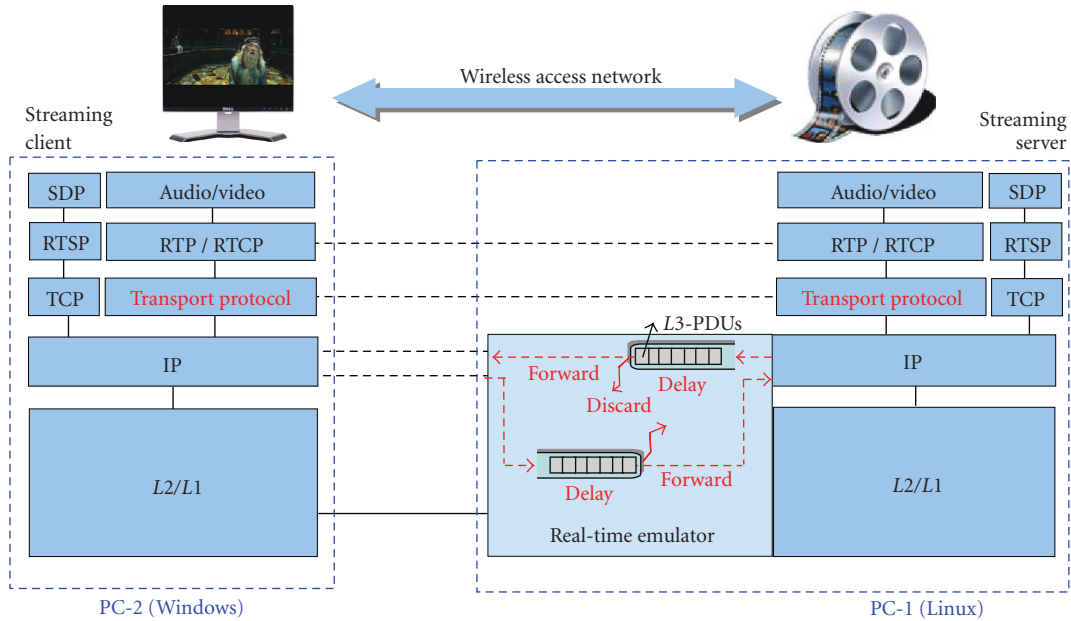 Wireless access network
Streaming
client
Streaming
server
SDP
Audio/video
Audio/video
SDP
RTSP
RTP / RTCP
RTP / RTCP
RTSP
TCP
Transport protocol
Transport protocol
TCP
L3-PDUs
IP
Forward
Delay
IP
Discard
L2/L1
Delay
Forward
L2/L1
Real-time emulator
PC-2 (Windows)
PC-1 (Linux)
DELL